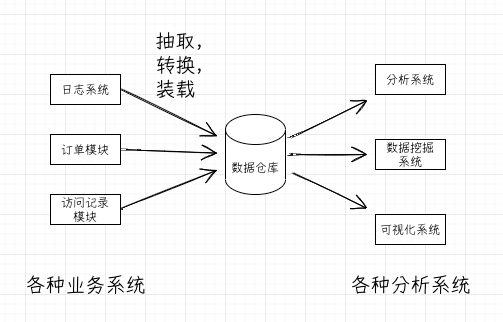 抽取，
转换，
装载
日志系统
订单模块
访问记录
模块
数据仓库
分析系统
数据挖掘
系统
可视化系统
各种业务系统
各种分析系统